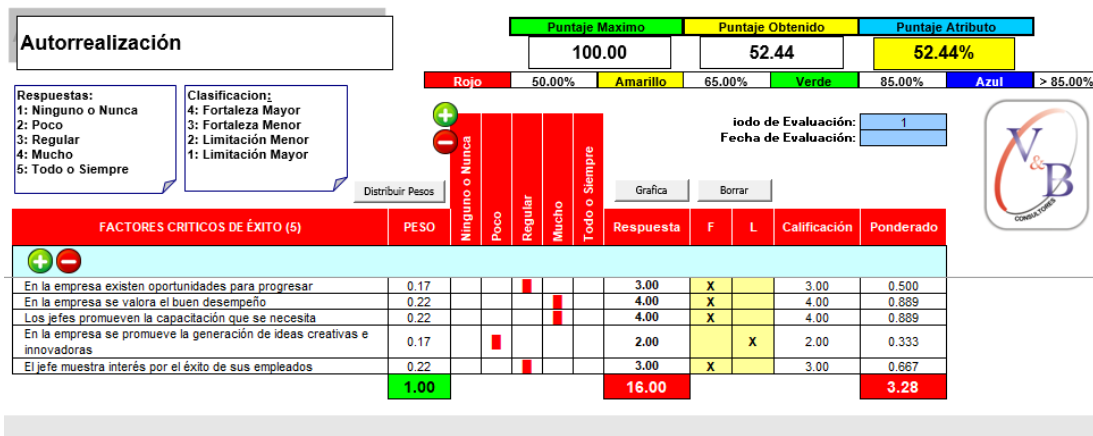 Autorrealización
Puntaje Maximo Puntaje Obtenido Puntaje Atributo
100.00 52.44 52.44%
Rojo 50.00% Amarillo 65.00% Verde 85.00% Azul > 85.00%
Respuestas:
1: Ninguno o Nunca
2: Poco
3: Regular
4: Mucho
5: Todo o Siempre
Clasificacion:
4: Fortaleza Mayor
3: Fortaleza Menor
2: Limitación Menor
1: Limitación Mayor
iodo de Evaluación: 1
Fecha de Evaluación:
V&B
CONSULTORES
Distribuir Pesos Grafica Borrar
FACTORES CRITICOS DE ÉXITO (5) PESO Ninguno o Nunca Poco Regular Mucho Todo o Siempre Respuesta F L Calificación Ponderado
En la empresa existen oportunidades para progresar 0.17 3.00 X 3.00 0.500
En la empresa se valora el buen desempeño 0.22 4.00 X 4.00 0.889
Los jefes promueven la capacitación que se necesita 0.22 4.00 X 4.00 0.889
En la empresa se promueve la generación de ideas creativas e
innovadoras 0.17 2.00 X 2.00 0.333
El jefe muestra interés por el éxito de sus empleados 0.22 3.00 X 3.00 0.667
1.00 16.00 3.28